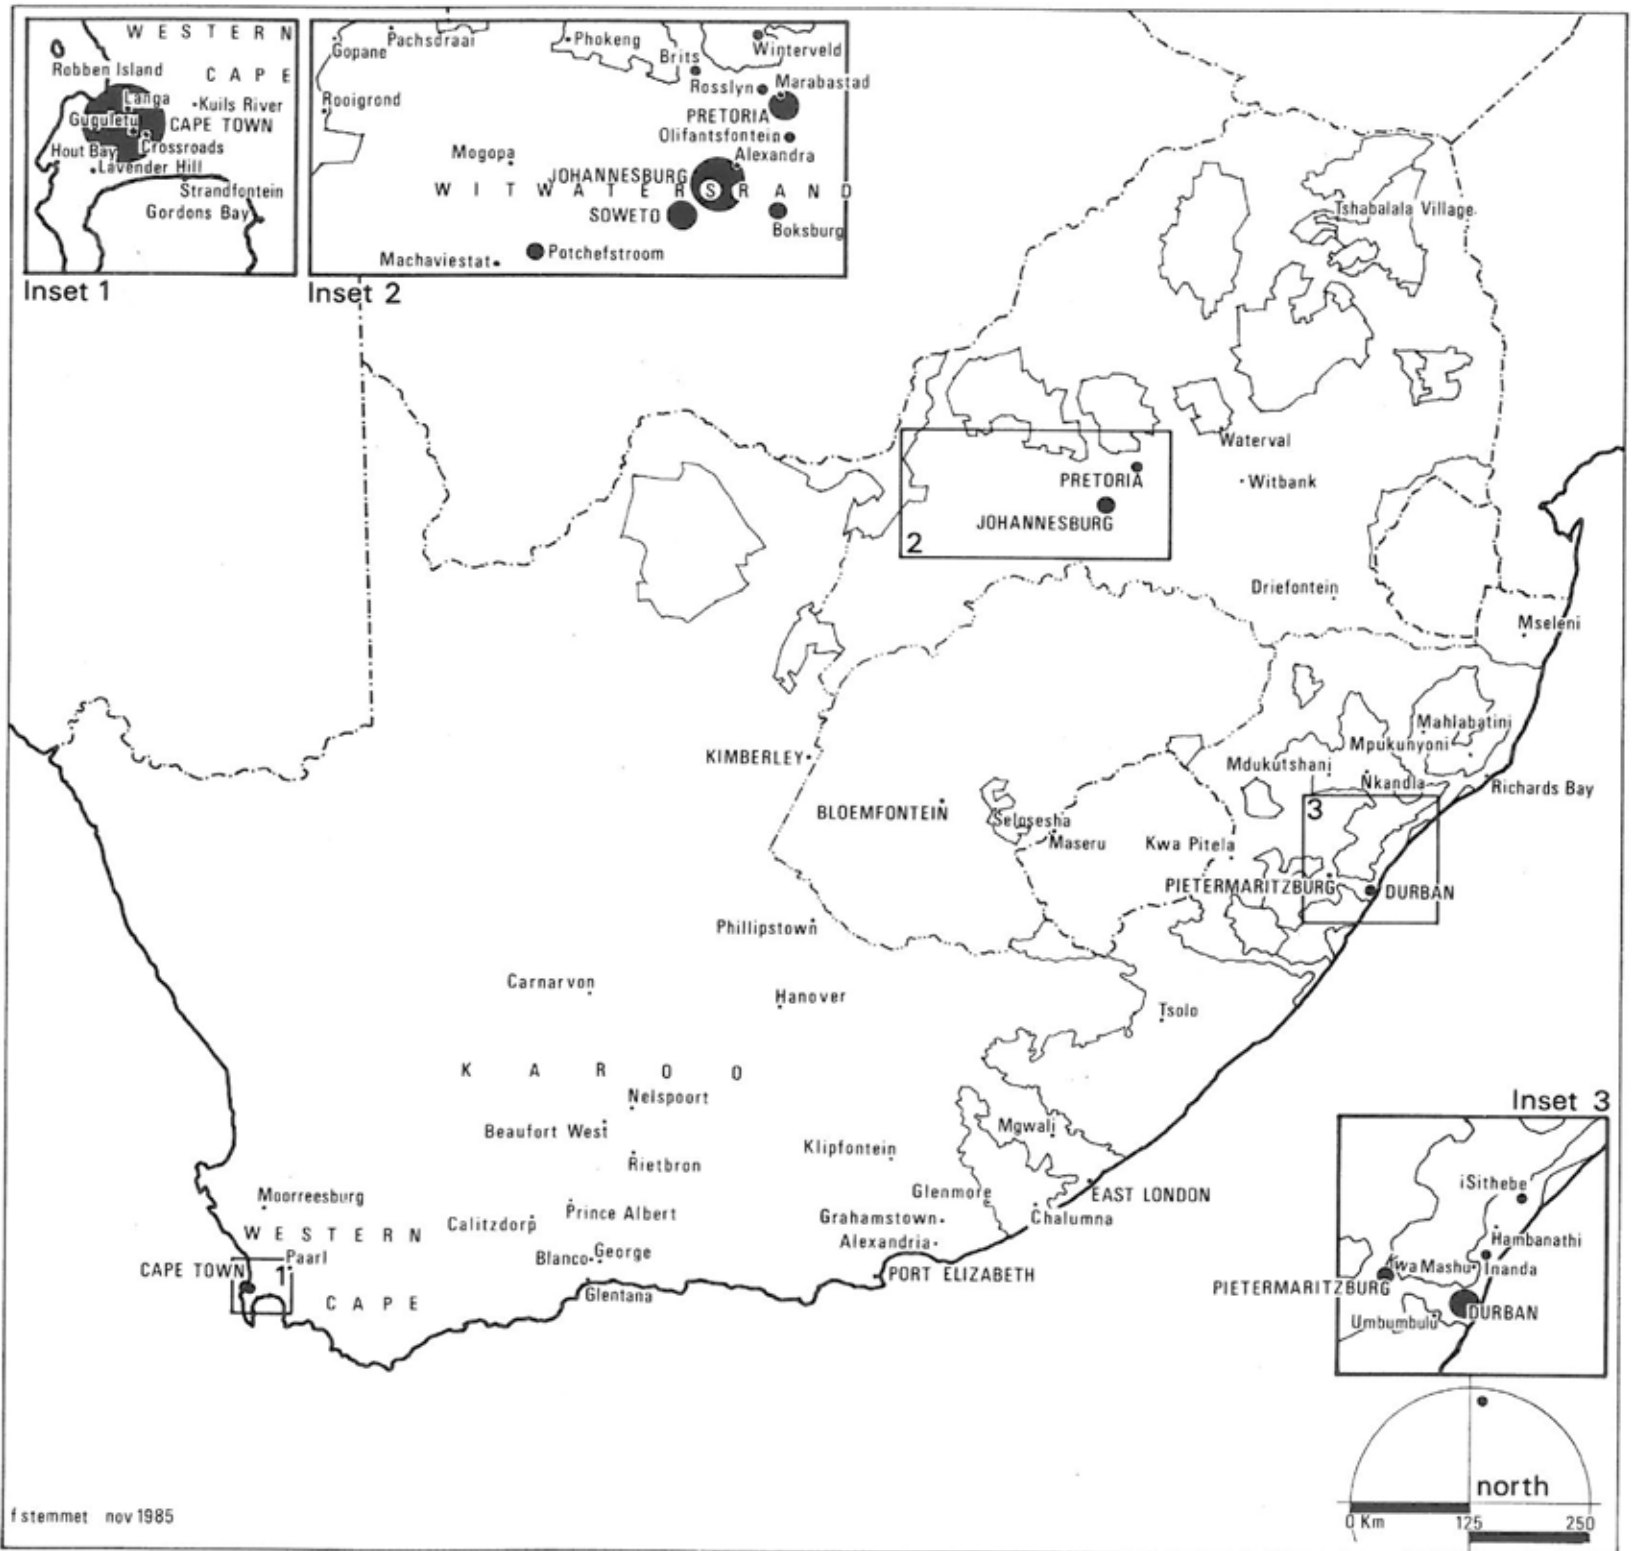 WESTERN
CAPE
Robben Island
Langa
Kuils River
Guguletu
CAPE TOWN
Hout Bay
Crossroads
Lavender Hill
Strandfontein
Gordons Bay
Inset 1
Pachsdraai
Gopane
Phokeng
Winterveld
Brits
Rosslyn
Marabastad
Rooigrond
PRETORIA
Olifantsfontein
Mogopa
Alexandra
JOHANNESBURG
WITWATERSRAND
SOWETO
Boksburg
Potchefstroom
Machaviestat
Inset 2
Tshabalala Village
Waterval
PRETORIA
Witbank
JOHANNESBURG
2
Driefontein
Mseleni
Mahlabatini
Mpukunyoni
KIMBERLEY
Mdukutshani
Nkandla
Richards Bay
3
BLOEMFONTEIN
Selosesha
Maseru
Kwa Pitela
PIETERMARITZBURG
DURBAN
Phillipstown
Carnarvon
Hanover
Tsolo
KAROO
Nelspoort
Beaufort West
Mgwali
Klipfontein
Rietbron
Moorreesburg
Glenmore
EAST LONDON
Prince Albert
Calitzdorp
Grahamstown
Chalumna
WESTERN
Alexandria
Paarl
Blanco
George
CAPE TOWN
1
PORT ELIZABETH
Glentana
CAPE
Inset 3
iSithebe
Hambanathi
Kwa Mashu
Inanda
PIETERMARITZBURG
DURBAN
Umbumbulu
north
0 Km
125
250
f stemmet nov 1985